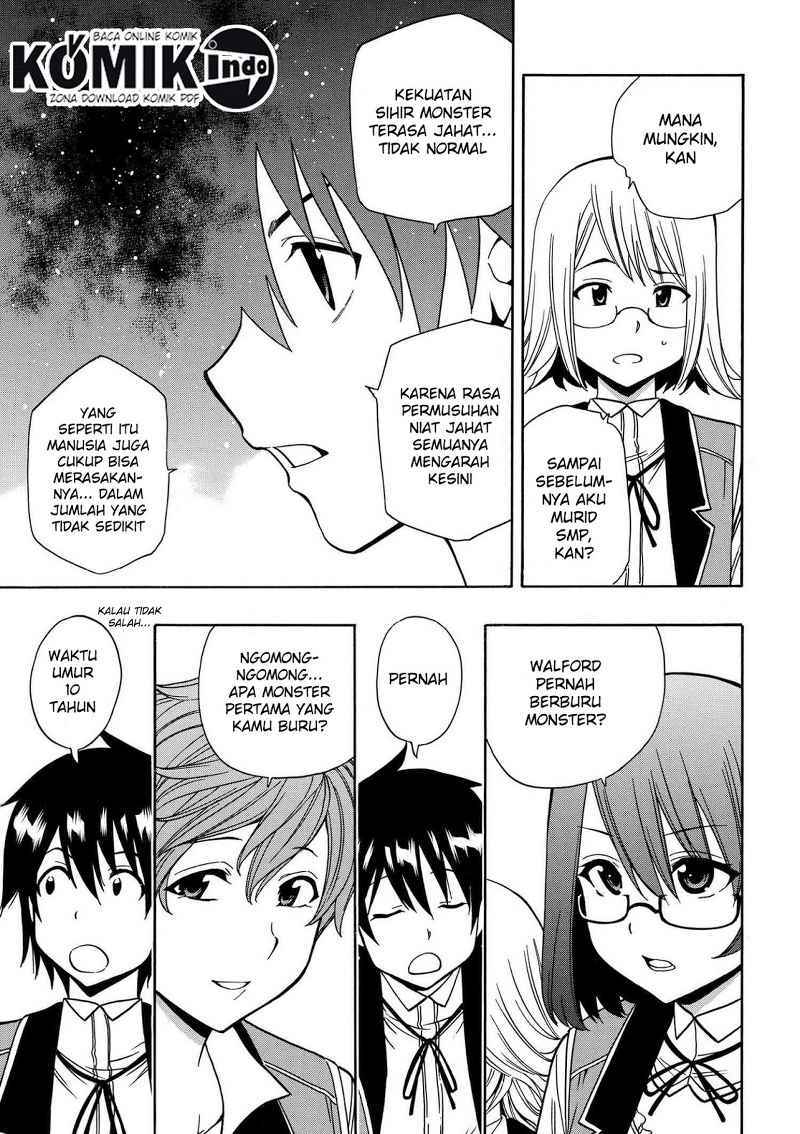 BACA ONLINE KOMIK
KOMIK indo
ZONA DOWNLOAD KOMIK PDF
MANA
MUNGKIN,
KAN
SAMPAI
SEBELUM-
NYA AKU
MURID
SMP,
KAN?
KEKUATAN
SIHIR MONSTER
TERASA JAHAT...
TIDAK NORMAL
KARENA RASA
PERMUSUHAN
NIAT JAHAT
SEMUANYA
MENGARAH
KESINI
YANG
SEPERTI ITU
MANUSIA JUGA
CUKUP BISA
MERASAKAN-
NYA... DALAM
JUMLAH YANG
TIDAK SEDIKIT
WALFORD
PERNAH
BERBURU
MONSTER?
PERNAH
NGOMONG-
NGOMONG...
APA MONSTER
PERTAMA YANG
KAMU BURU?
KALAU TIDAK
SALAH...
WAKTU
UMUR
10
TAHUN